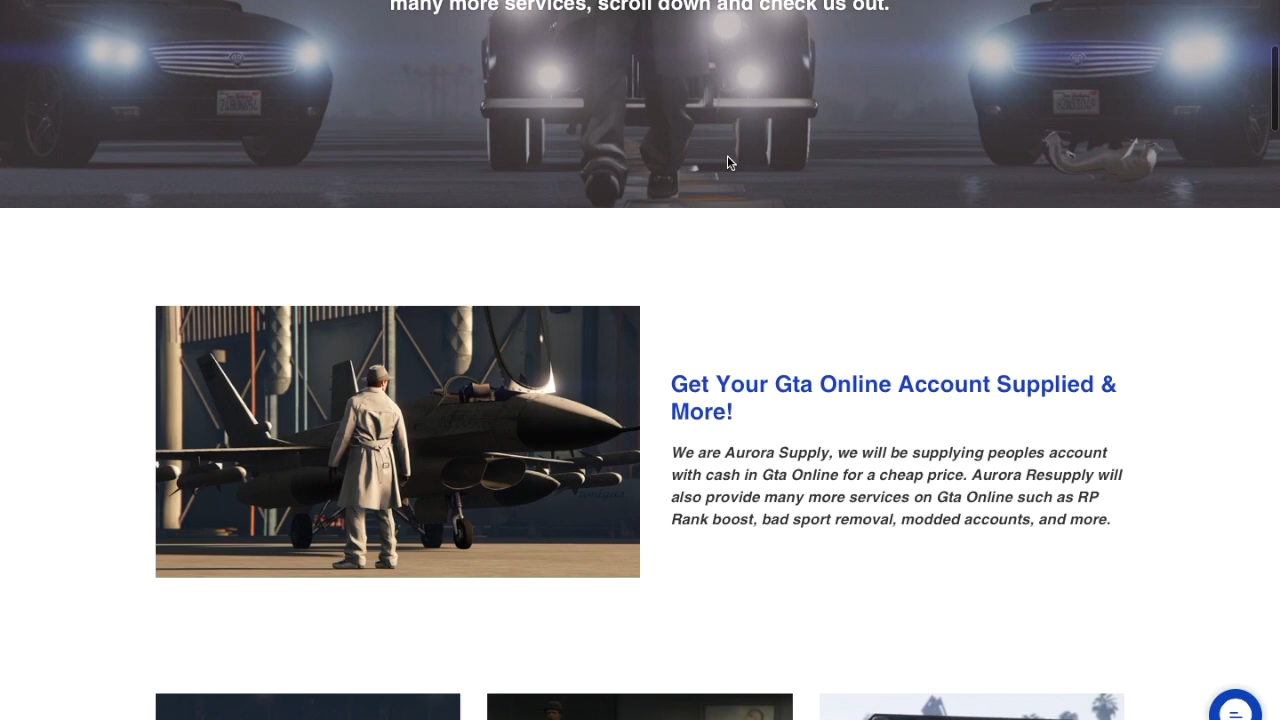 many more services, scroll down and check us out.
Get Your Gta Online Account Supplied &
More!
We are Aurora Supply, we will be supplying peoples account
with cash in Gta Online for a cheap price. Aurora Resupply will
also provide many more services on Gta Online such as RP
Rank boost, bad sport removal, modded accounts, and more.